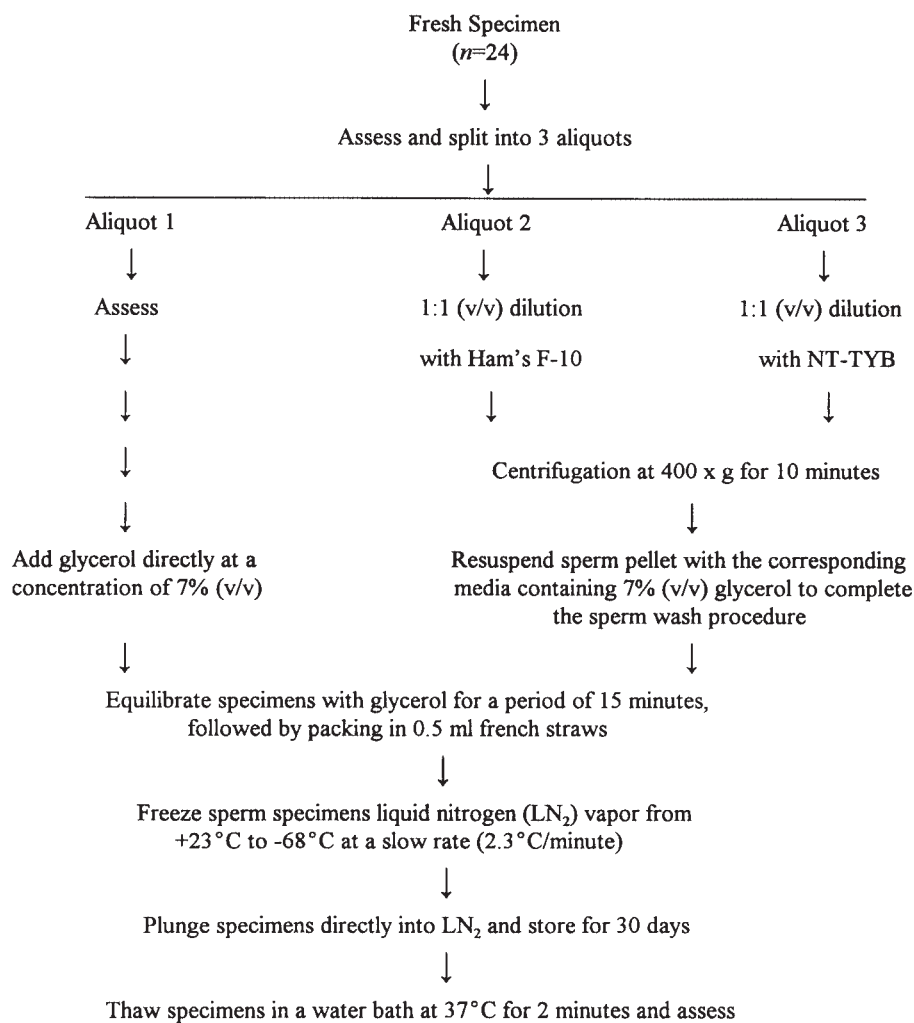 Fresh Specimen
(n=24)
Assess and split into 3 aliquots
Aliquot 1
Aliquot 2
Aliquot 3
Assess
1:1 (v/v) dilution
with Ham's F-10
1:1 (v/v) dilution
with NT-TYB
Centrifugation at 400 x g for 10 minutes
Add glycerol directly at a
concentration of 7% (v/v)
Resuspend sperm pellet with the corresponding
media containing 7% (v/v) glycerol to complete
the sperm wash procedure
Equilibrate specimens with glycerol for a period of 15 minutes,
followed by packing in 0.5 ml french straws
Freeze sperm specimens liquid nitrogen (LN₂) vapor from
+23°C to -68°C at a slow rate (2.3°C/minute)
Plunge specimens directly into LN₂ and store for 30 days
Thaw specimens in a water bath at 37°C for 2 minutes and assess